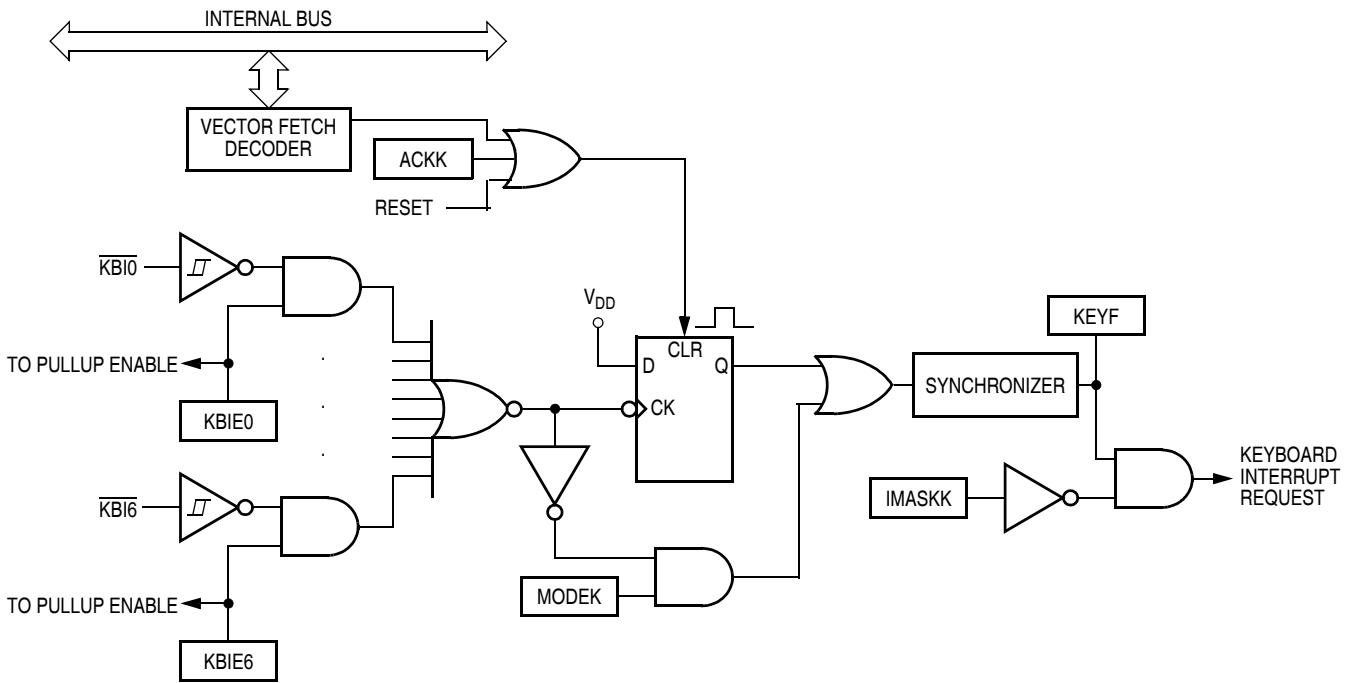 INTERNAL BUS
VECTOR FETCH
DECODER
ACKK
RESET
KBI0
VDD
KEYF
CLR
D
Q
TO PULLUP ENABLE
SYNCHRONIZER
CK
KBIE0
KEYBOARD
INTERRUPT
REQUEST
IMASKK
KBI6
MODEK
TO PULLUP ENABLE
KBIE6